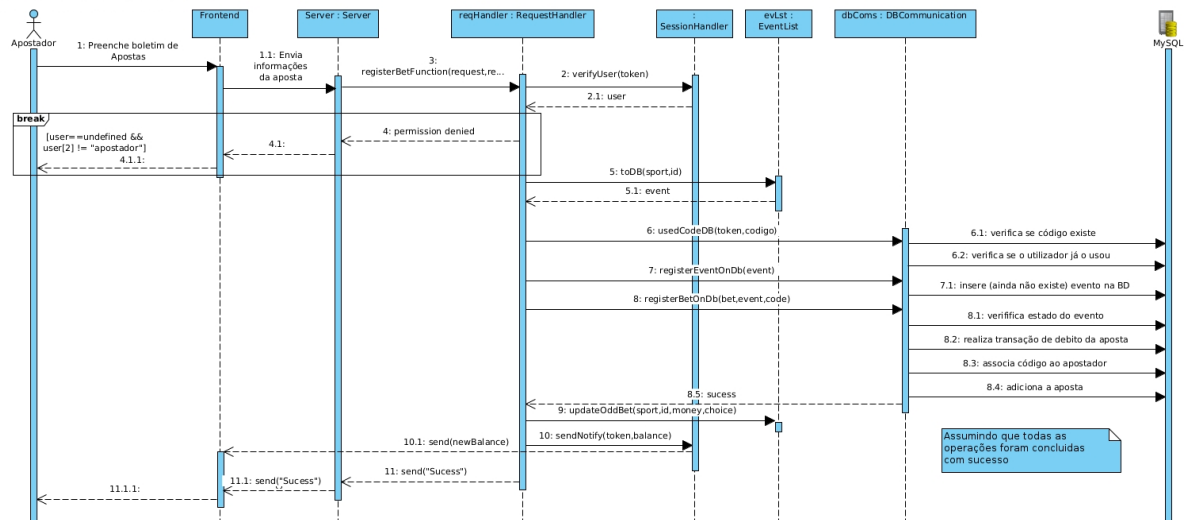 Frontend
Server : Server
reqHandler : RequestHandler
:
SessionHandler
evLst :
EventList
dbComs : DBCommunication
Apostador
MySQL
1: Preenche boletim de
Apostas
1.1: Envia
informações
da aposta
3:
registerBetFunction(request,re...
2: verifyUser(token)
2.1: user
break
[user==undefined &&
user[2] != "apostador"]
4: permission denied
4.1:
4.1.1:
5: toDB(sport,id)
5.1: event
6: usedCodeDB(token,codigo)
6.1: verifica se código existe
6.2: verifica se o utilizador já o usou
7: registerEventOnDb(event)
7.1: insere (ainda não existe) evento na BD
8: registerBetOnDb(bet,event,code)
8.1: verififica estado do evento
8.2: realiza transação de debito da aposta
8.3: associa código ao apostador
8.4: adiciona a aposta
8.5: sucess
9: updateOddBet(sport,id,money,choice)
10: sendNotify(token,balance)
10.1: send(newBalance)
11: send("Sucess")
11.1: send("Sucess")
11.1.1:
Assumindo que todas as
operações foram concluidas
com sucesso